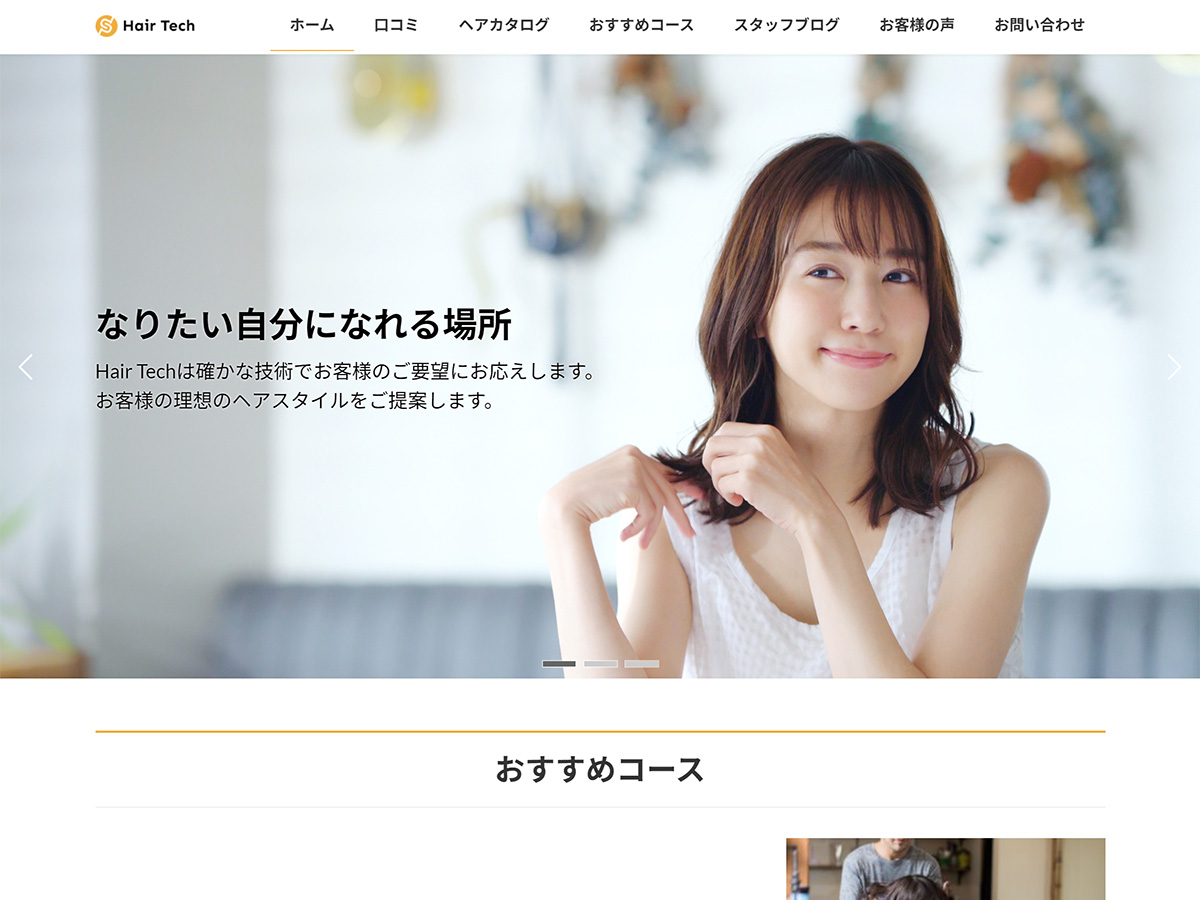 Hair Tech
ホーム
口コミ
ヘアカタログ
おすすめコース
スタッフブログ
お客様の声
お問い合わせ
なりたい自分になれる場所
Hair Techは確かな技術でお客様のご要望にお応えします。
お客様の理想のヘアスタイルをご提案します。
おすすめコース